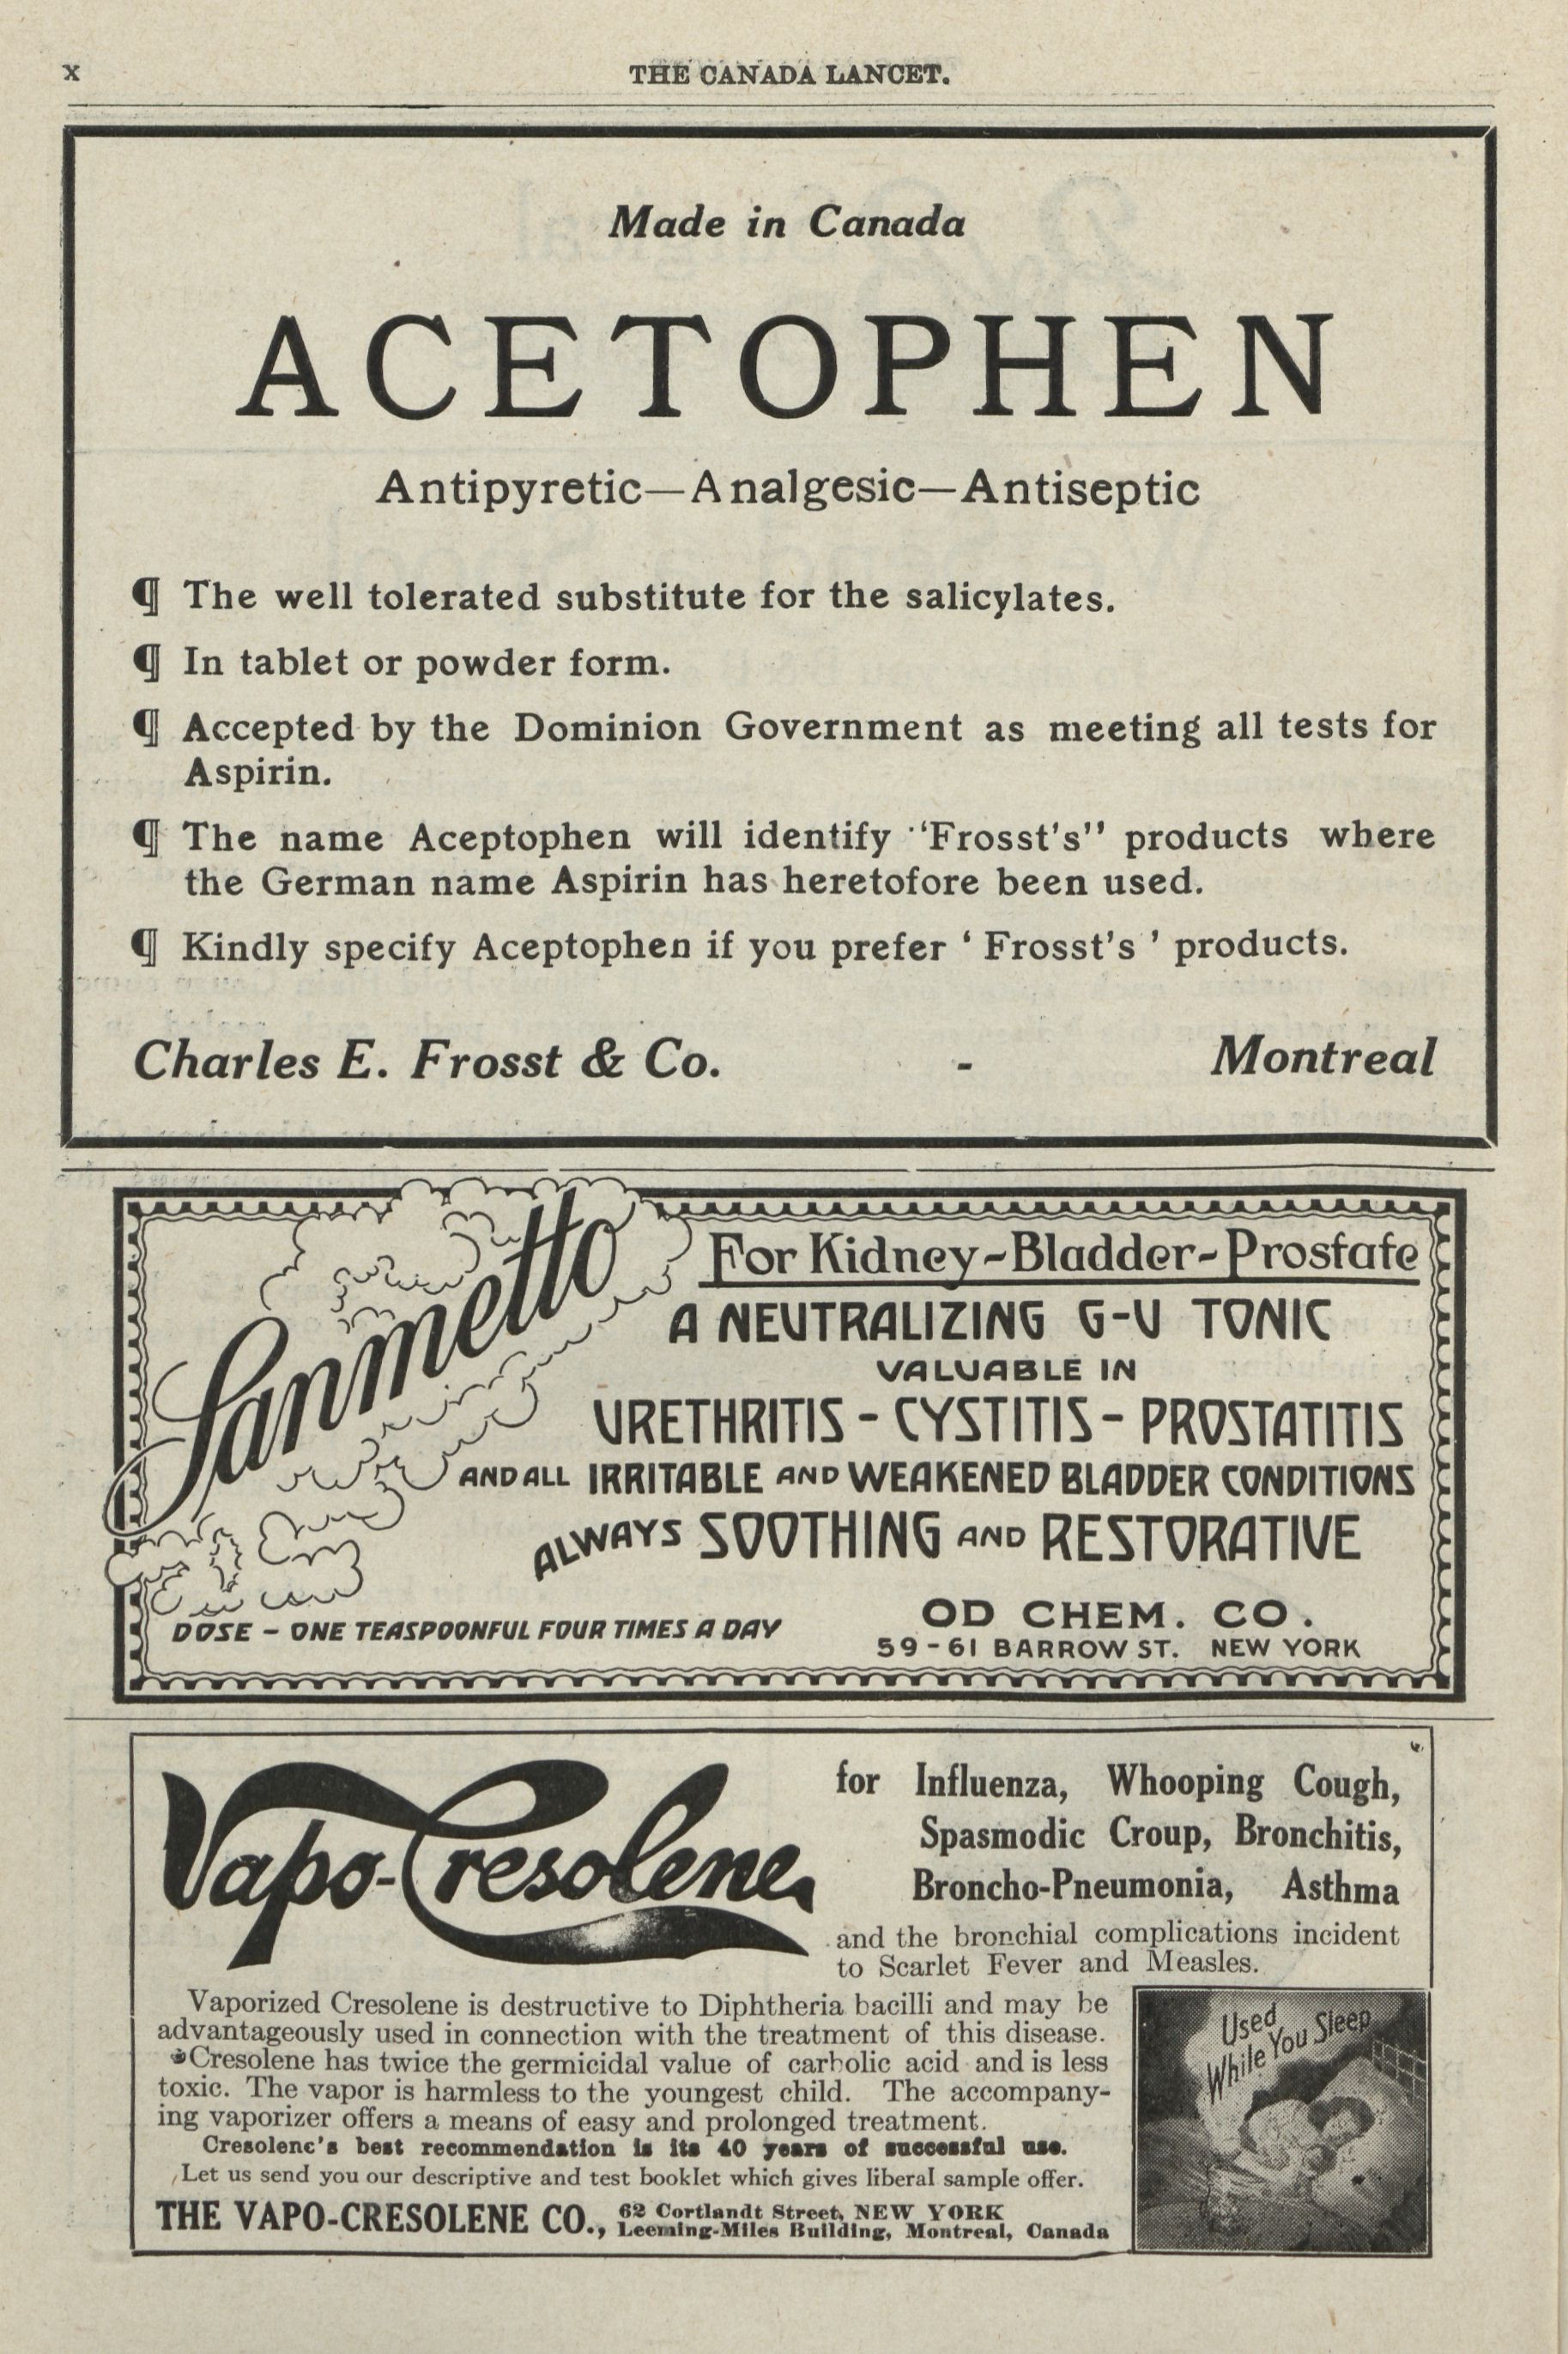 x
THE CANADA LANCET.
Made in Canada
ACETOPHEN
Antipyretic—Analgesic—Antiseptic
¶ The well tolerated substitute for the salicylates.
¶ In tablet or powder form.
¶ Accepted by the Dominion Government as meeting all tests for
Aspirin.
¶ The name Aceptophen will identify "Frosst's" products where
the German name Aspirin has heretofore been used.
¶ Kindly specify Aceptophen if you prefer ‘ Frosst's ’ products.
Charles E. Frosst & Co. - Montreal
Sanmetto
For Kidney-Bladder-Prostate
A NEUTRALIZING G-U TONIC
VALUABLE IN
URETHRITIS - CYSTITIS - PROSTATITIS
AND ALL IRRITABLE AND WEAKENED BLADDER CONDITIONS
ALWAYS SOOTHING AND RESTORATIVE
DOSE - ONE TEASPOONFUL FOUR TIMES A DAY
OD CHEM. CO.
59-61 BARROW ST. NEW YORK
Vapo-Cresolene
for Influenza, Whooping Cough,
Spasmodic Croup, Bronchitis,
Broncho-Pneumonia, Asthma
and the bronchial complications incident
to Scarlet Fever and Measles.
Vaporized Cresolene is destructive to Diphtheria bacilli and may be
advantageously used in connection with the treatment of this disease.
Cresolene has twice the germicidal value of carbolic acid and is less
toxic. The vapor is harmless to the youngest child. The accompany-
ing vaporizer offers a means of easy and prolonged treatment.
Cresolene's best recommendation is its 40 years of successful use.
Let us send you our descriptive and test booklet which gives liberal sample offer.
THE VAPO-CRESOLENE CO.,
62 Cortlandt Street, NEW YORK
Leeming-Miles Building, Montreal, Canada
Used
While You Sleep